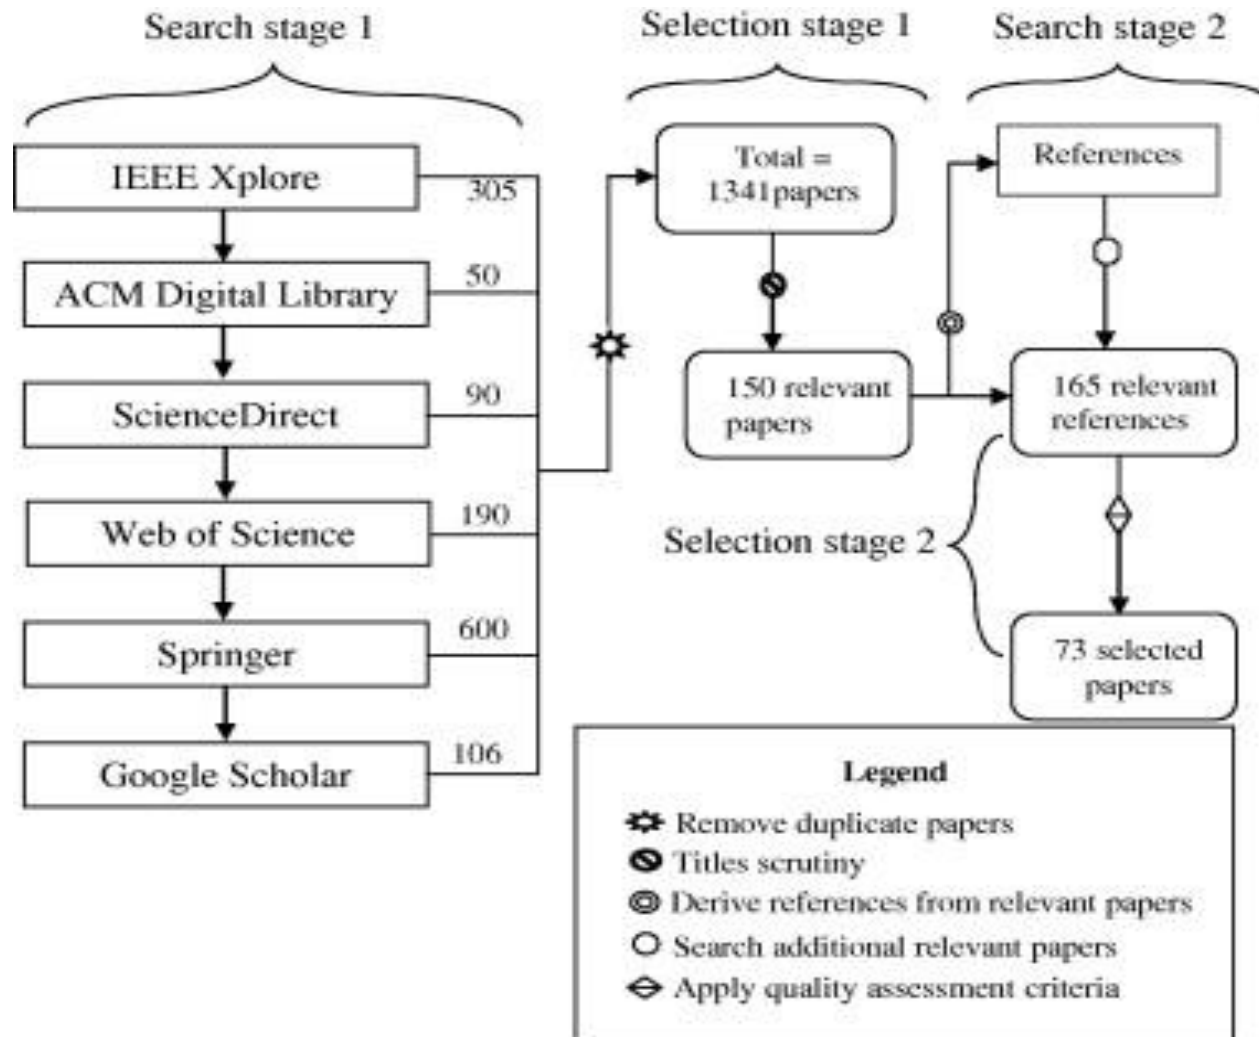 Search stage 1
Selection stage 1
Search stage 2
IEEE Xplore
305
ACM Digital Library
50
ScienceDirect
90
Web of Science
190
Springer
600
Google Scholar
106
Total =
1341papers
150 relevant
papers
References
165 relevant
references
Selection stage 2
73 selected
papers
Legend
Remove duplicate papers
Titles scrutiny
Derive references from relevant papers
Search additional relevant papers
Apply quality assessment criteria